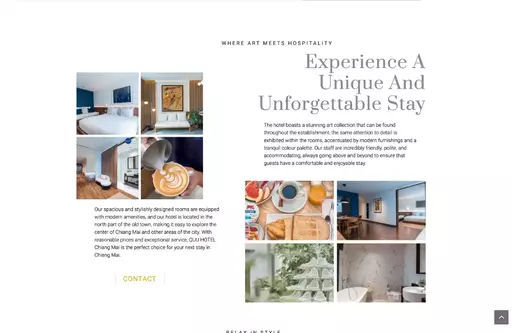 WHERE ART MEETS HOSPITALITY
Experience A
Unique And
Unforgettable Stay
The hotel boasts a stunning art collection that can be found
throughout the establishment, the same attention to detail is
exhibited within the rooms, accentuated by modern furnishings and a
tranquil colour palette. Our staff are incredibly friendly, polite, and
accommodating, always going above and beyond to ensure that
guests have a comfortable and enjoyable stay.
Our spacious and stylishly designed rooms are equipped
with modern amenities, and our hotel is located in the
north part of the old town, making it easy to explore the
center of Chiang Mai and other areas of the city. With
reasonable prices and exceptional service, HOTEL
Chiang Mai is the perfect choice for your next stay in
Chiang Mai.
CONTACT
RELAX IN STYLE